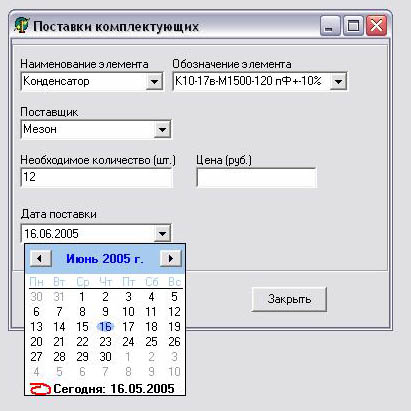 Поставки комплектующих
Наименование элемента Обозначение элемента
Конденсатор К10-17в-М1500-120 пФ+-10%
Поставщик
Мезон
Необходимое количество (шт.) Цена (руб.)
12
Дата поставки
16.06.2005
Июнь 2005 г.
Пн Вт Ср Чт Пт Сб Вс
30 31 1 2 3 4 5
6 7 8 9 10 11 12
13 14 15 16 17 18 19
20 21 22 23 24 25 26
27 28 29 30 1 2 3
4 5 6 7 8 9 10
Сегодня: 16.05.2005
Закрыть